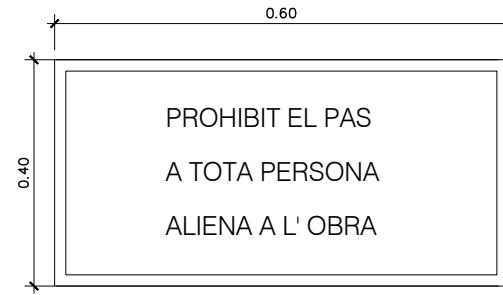 0.60
0.40
PROHIBIT EL PAS
A TOTA PERSONA
ALIENA A L' OBRA